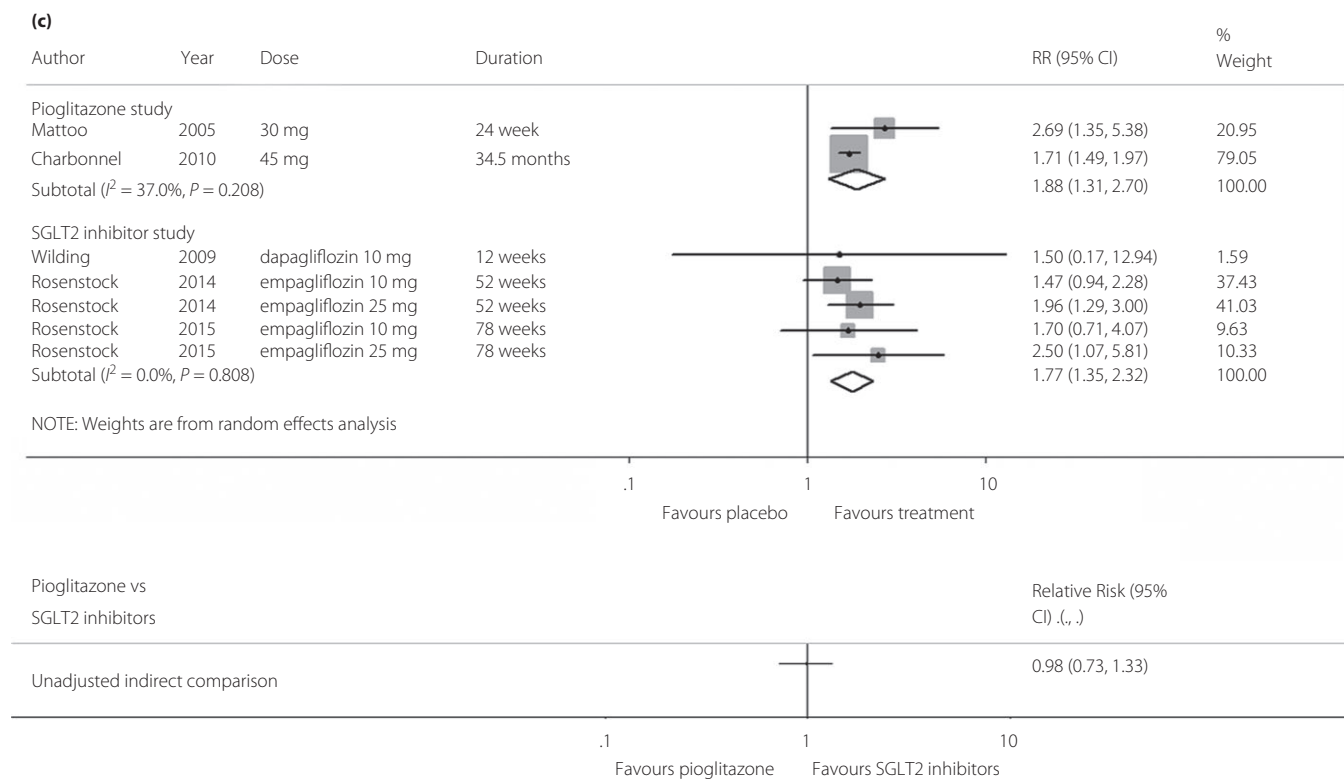 (c)
Author Year Dose Duration RR (95% CI) % Weight
Pioglitazone study
Mattoo 2005 30 mg 24 week 2.69 (1.35, 5.38) 20.95
Charbonnel 2010 45 mg 34.5 months 1.71 (1.49, 1.97) 79.05
Subtotal (I² = 37.0%, P = 0.208) 1.88 (1.31, 2.70) 100.00
SGLT2 inhibitor study
Wilding 2009 dapagliflozin 10 mg 12 weeks 1.50 (0.17, 12.94) 1.59
Rosenstock 2014 empagliflozin 10 mg 52 weeks 1.47 (0.94, 2.28) 37.43
Rosenstock 2014 empagliflozin 25 mg 52 weeks 1.96 (1.29, 3.00) 41.03
Rosenstock 2015 empagliflozin 10 mg 78 weeks 1.70 (0.71, 4.07) 9.63
Rosenstock 2015 empagliflozin 25 mg 78 weeks 2.50 (1.07, 5.81) 10.33
Subtotal (I² = 0.0%, P = 0.808) 1.77 (1.35, 2.32) 100.00
NOTE: Weights are from random effects analysis
.1 1 10
Favours placebo Favours treatment
Pioglitazone vs Relative Risk (95%
SGLT2 inhibitors CI) .(., .)
Unadjusted indirect comparison 0.98 (0.73, 1.33)
.1 1 10
Favours pioglitazone Favours SGLT2 inhibitors